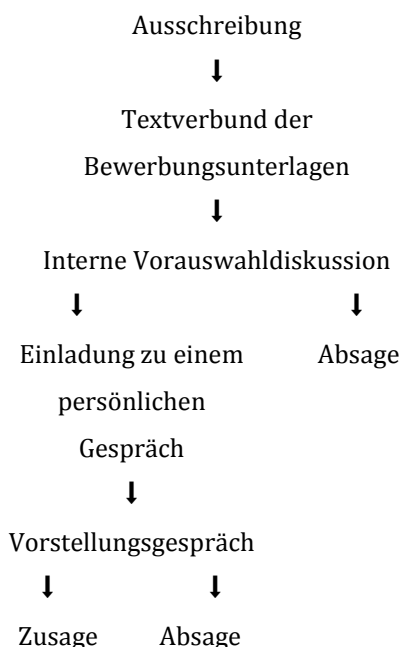 Ausschreibung
Textverbund der
Bewerbungsunterlagen
Interne Vorauswahldiskussion
Einladung zu einem Absage
persönlichen
Gespräch
Vorstellungsgespräch
Zusage Absage